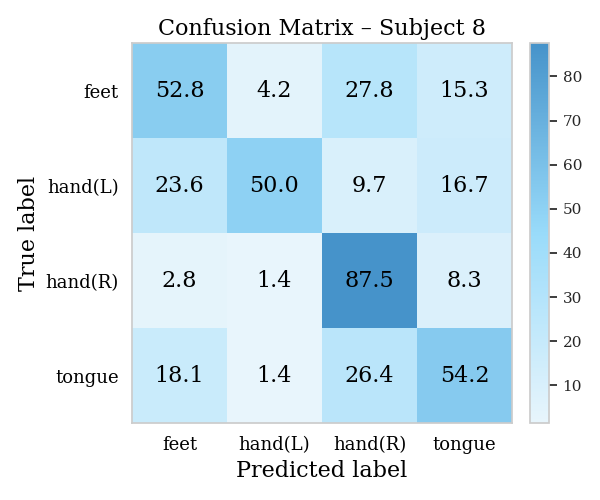 Confusion Matrix – Subject 8
True label
feet 52.8 4.2 27.8 15.3
hand(L) 23.6 50.0 9.7 16.7
hand(R) 2.8 1.4 87.5 8.3
tongue 18.1 1.4 26.4 54.2
feet hand(L) hand(R) tongue
Predicted label
80
70
60
50
40
30
20
10